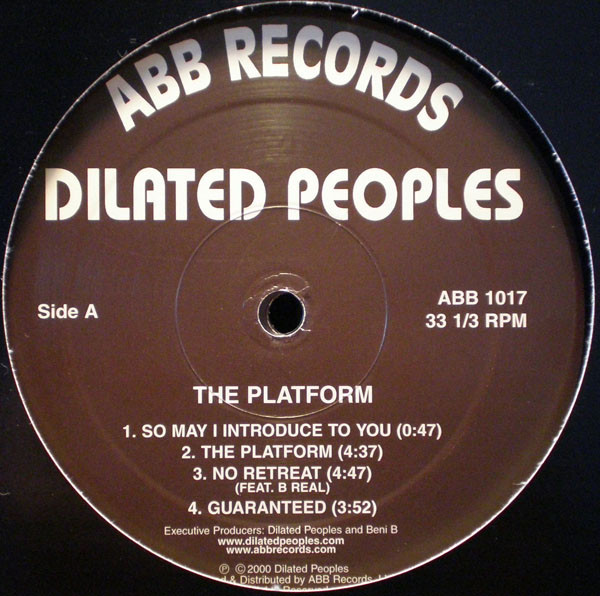 ABB RECORDS
DILATED PEOPLES
Side A
ABB 1017
33 1/3 RPM
THE PLATFORM
1. SO MAY I INTRODUCE TO YOU (0:47)
2. THE PLATFORM (4:37)
3. NO RETREAT (4:47)
(FEAT. B REAL)
4. GUARANTEED (3:52)
Executive Producers: Dilated Peoples and Beni B
www.dilatedpeoples.com
www.abbrecords.com
℗ © 2000 Dilated Peoples
& Distributed by ABB Records,